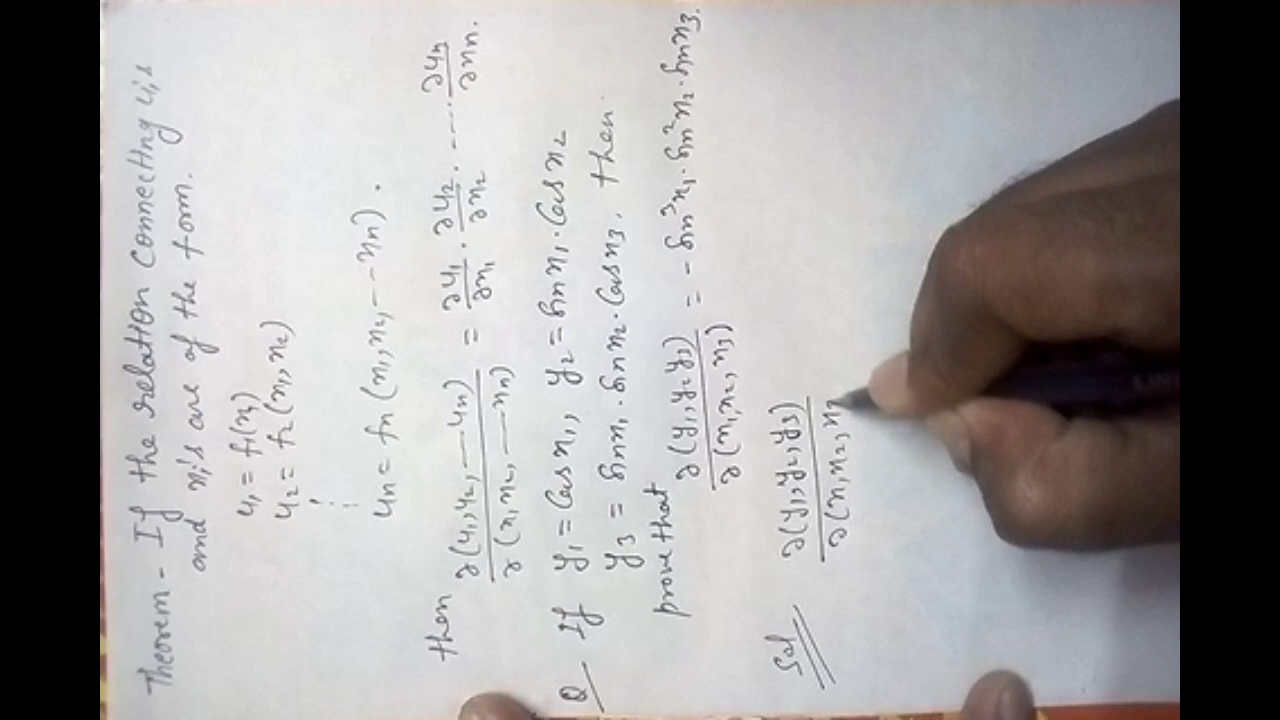 Theorem - If the relation connecting u,'s
and x,'s are of the form.
u₁ = f₁(x₁)
u₂ = f₂(x₁, x₂)
⋮
uₙ = fₙ(x₁, x₂, -- xₙ).
then ∂(u₁, u₂, — uₙ) / ∂(x₁, x₂, — xₙ) = ∂u₁/∂x₁ . ∂u₂/∂x₂ . .... ∂uₙ/∂xₙ.
Q If y₁ = Cos x₁, y₂ = Sin x₁ . Cos x₂
y₃ = Sin x₁ . Sin x₂ . Cos x₃. then
prove that
∂(y₁, y₂ y₃) / ∂(x₁, x₂, x₃) = - Sin³x₁ . Sin²x₂ . Sin x₃.
Sol ∂(y₁, y₂, y₃) / ∂(x₁, x₂, x₃